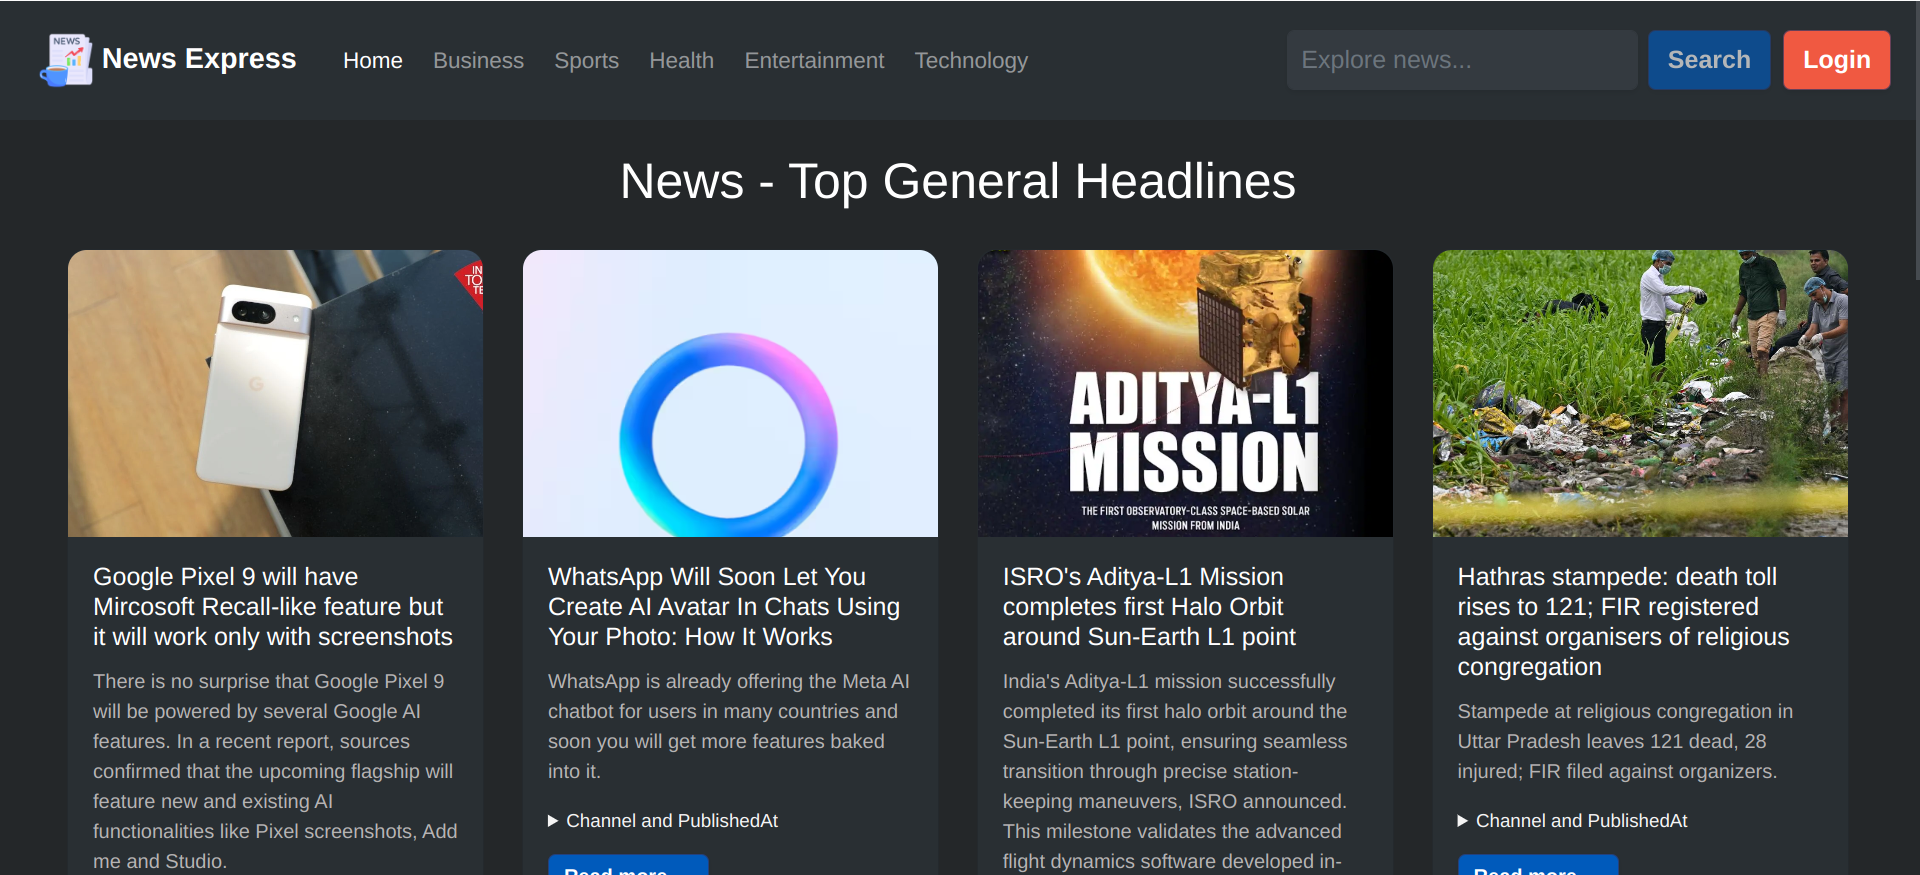 NEWS
News Express
Home
Business
Sports
Health
Entertainment
Technology
Explore news...
Search
Login
News - Top General Headlines
IN
TO
TE
G
ADITYA-L1
MISSION
THE FIRST OBSERVATORY-CLASS SPACE-BASED SOLAR
MISSION FROM INDIA
Google Pixel 9 will have
Mircosoft Recall-like feature but
it will work only with screenshots
There is no surprise that Google Pixel 9
will be powered by several Google AI
features. In a recent report, sources
confirmed that the upcoming flagship will
feature new and existing AI
functionalities like Pixel screenshots, Add
me and Studio.
WhatsApp Will Soon Let You
Create AI Avatar In Chats Using
Your Photo: How It Works
WhatsApp is already offering the Meta AI
chatbot for users in many countries and
soon you will get more features baked
into it.
Channel and PublishedAt
Read more
ISRO's Aditya-L1 Mission
completes first Halo Orbit
around Sun-Earth L1 point
India's Aditya-L1 mission successfully
completed its first halo orbit around the
Sun-Earth L1 point, ensuring seamless
transition through precise station-
keeping maneuvers, ISRO announced.
This milestone validates the advanced
flight dynamics software developed in-
Hathras stampede: death toll
rises to 121; FIR registered
against organisers of religious
congregation
Stampede at religious congregation in
Uttar Pradesh leaves 121 dead, 28
injured; FIR filed against organizers.
Channel and PublishedAt
Read more